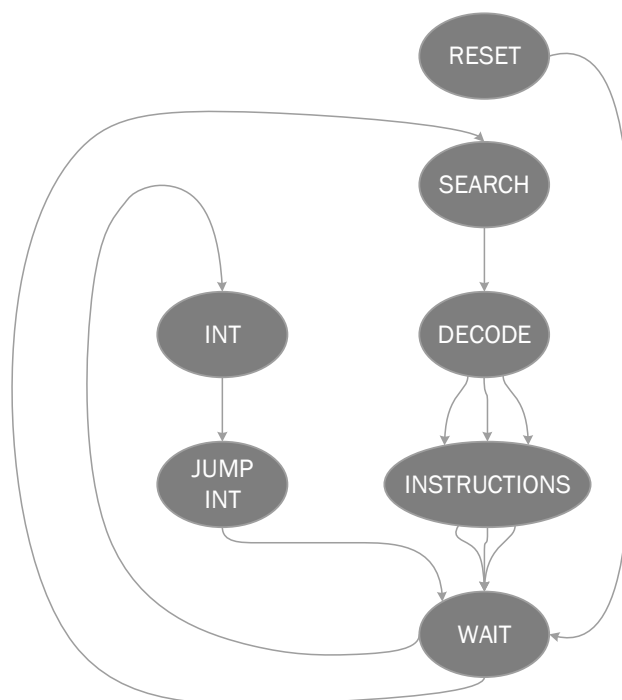 RESET
SEARCH
INT
DECODE
JUMP
INT
INSTRUCTIONS
WAIT